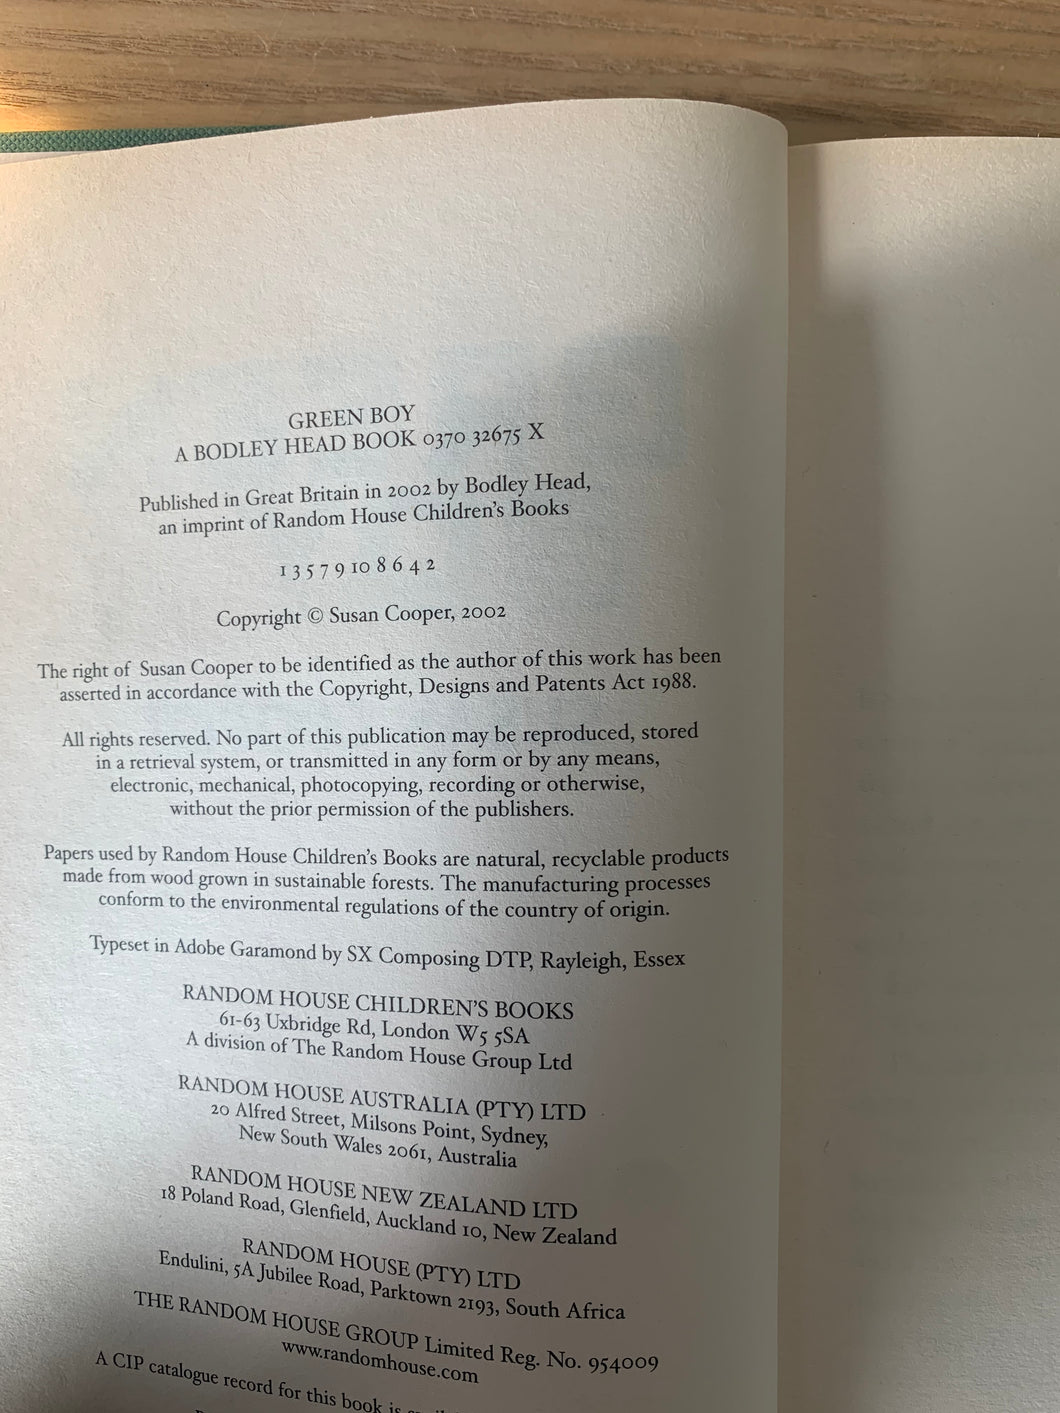 GREEN BOY
A BODLEY HEAD BOOK 0370 32675 X
Published in Great Britain in 2002 by Bodley Head,
an imprint of Random House Children's Books
1 3 5 7 9 10 8 6 4 2
Copyright © Susan Cooper, 2002
The right of Susan Cooper to be identified as the author of this work has been
asserted in accordance with the Copyright, Designs and Patents Act 1988.
All rights reserved. No part of this publication may be reproduced, stored
in a retrieval system, or transmitted in any form or by any means,
electronic, mechanical, photocopying, recording or otherwise,
without the prior permission of the publishers.
Papers used by Random House Children's Books are natural, recyclable products
made from wood grown in sustainable forests. The manufacturing processes
conform to the environmental regulations of the country of origin.
Typeset in Adobe Garamond by SX Composing DTP, Rayleigh, Essex
RANDOM HOUSE CHILDREN'S BOOKS
61-63 Uxbridge Rd, London W5 5SA
A division of The Random House Group Ltd
RANDOM HOUSE AUSTRALIA (PTY) LTD
20 Alfred Street, Milsons Point, Sydney,
New South Wales 2061, Australia
RANDOM HOUSE NEW ZEALAND LTD
18 Poland Road, Glenfield, Auckland 10, New Zealand
RANDOM HOUSE (PTY) LTD
Endulini, 5A Jubilee Road, Parktown 2193, South Africa
THE RANDOM HOUSE GROUP Limited Reg. No. 954009
www.randomhouse.com
A CIP catalogue record for this book is